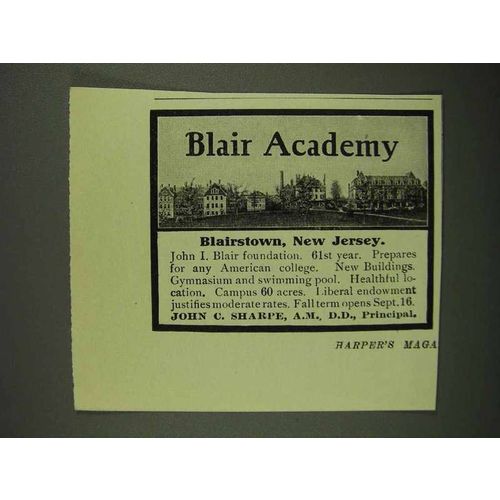 Blair Academy
Blairstown, New Jersey.
John I. Blair foundation. 61st year. Prepares
for any American college. New Buildings.
Gymnasium and swimming pool. Healthful lo-
cation. Campus 60 acres. Liberal endowment
justifies moderate rates. Fall term opens Sept. 16.
JOHN C. SHARPE, A.M., D.D., Principal.
HARPER'S MAGA